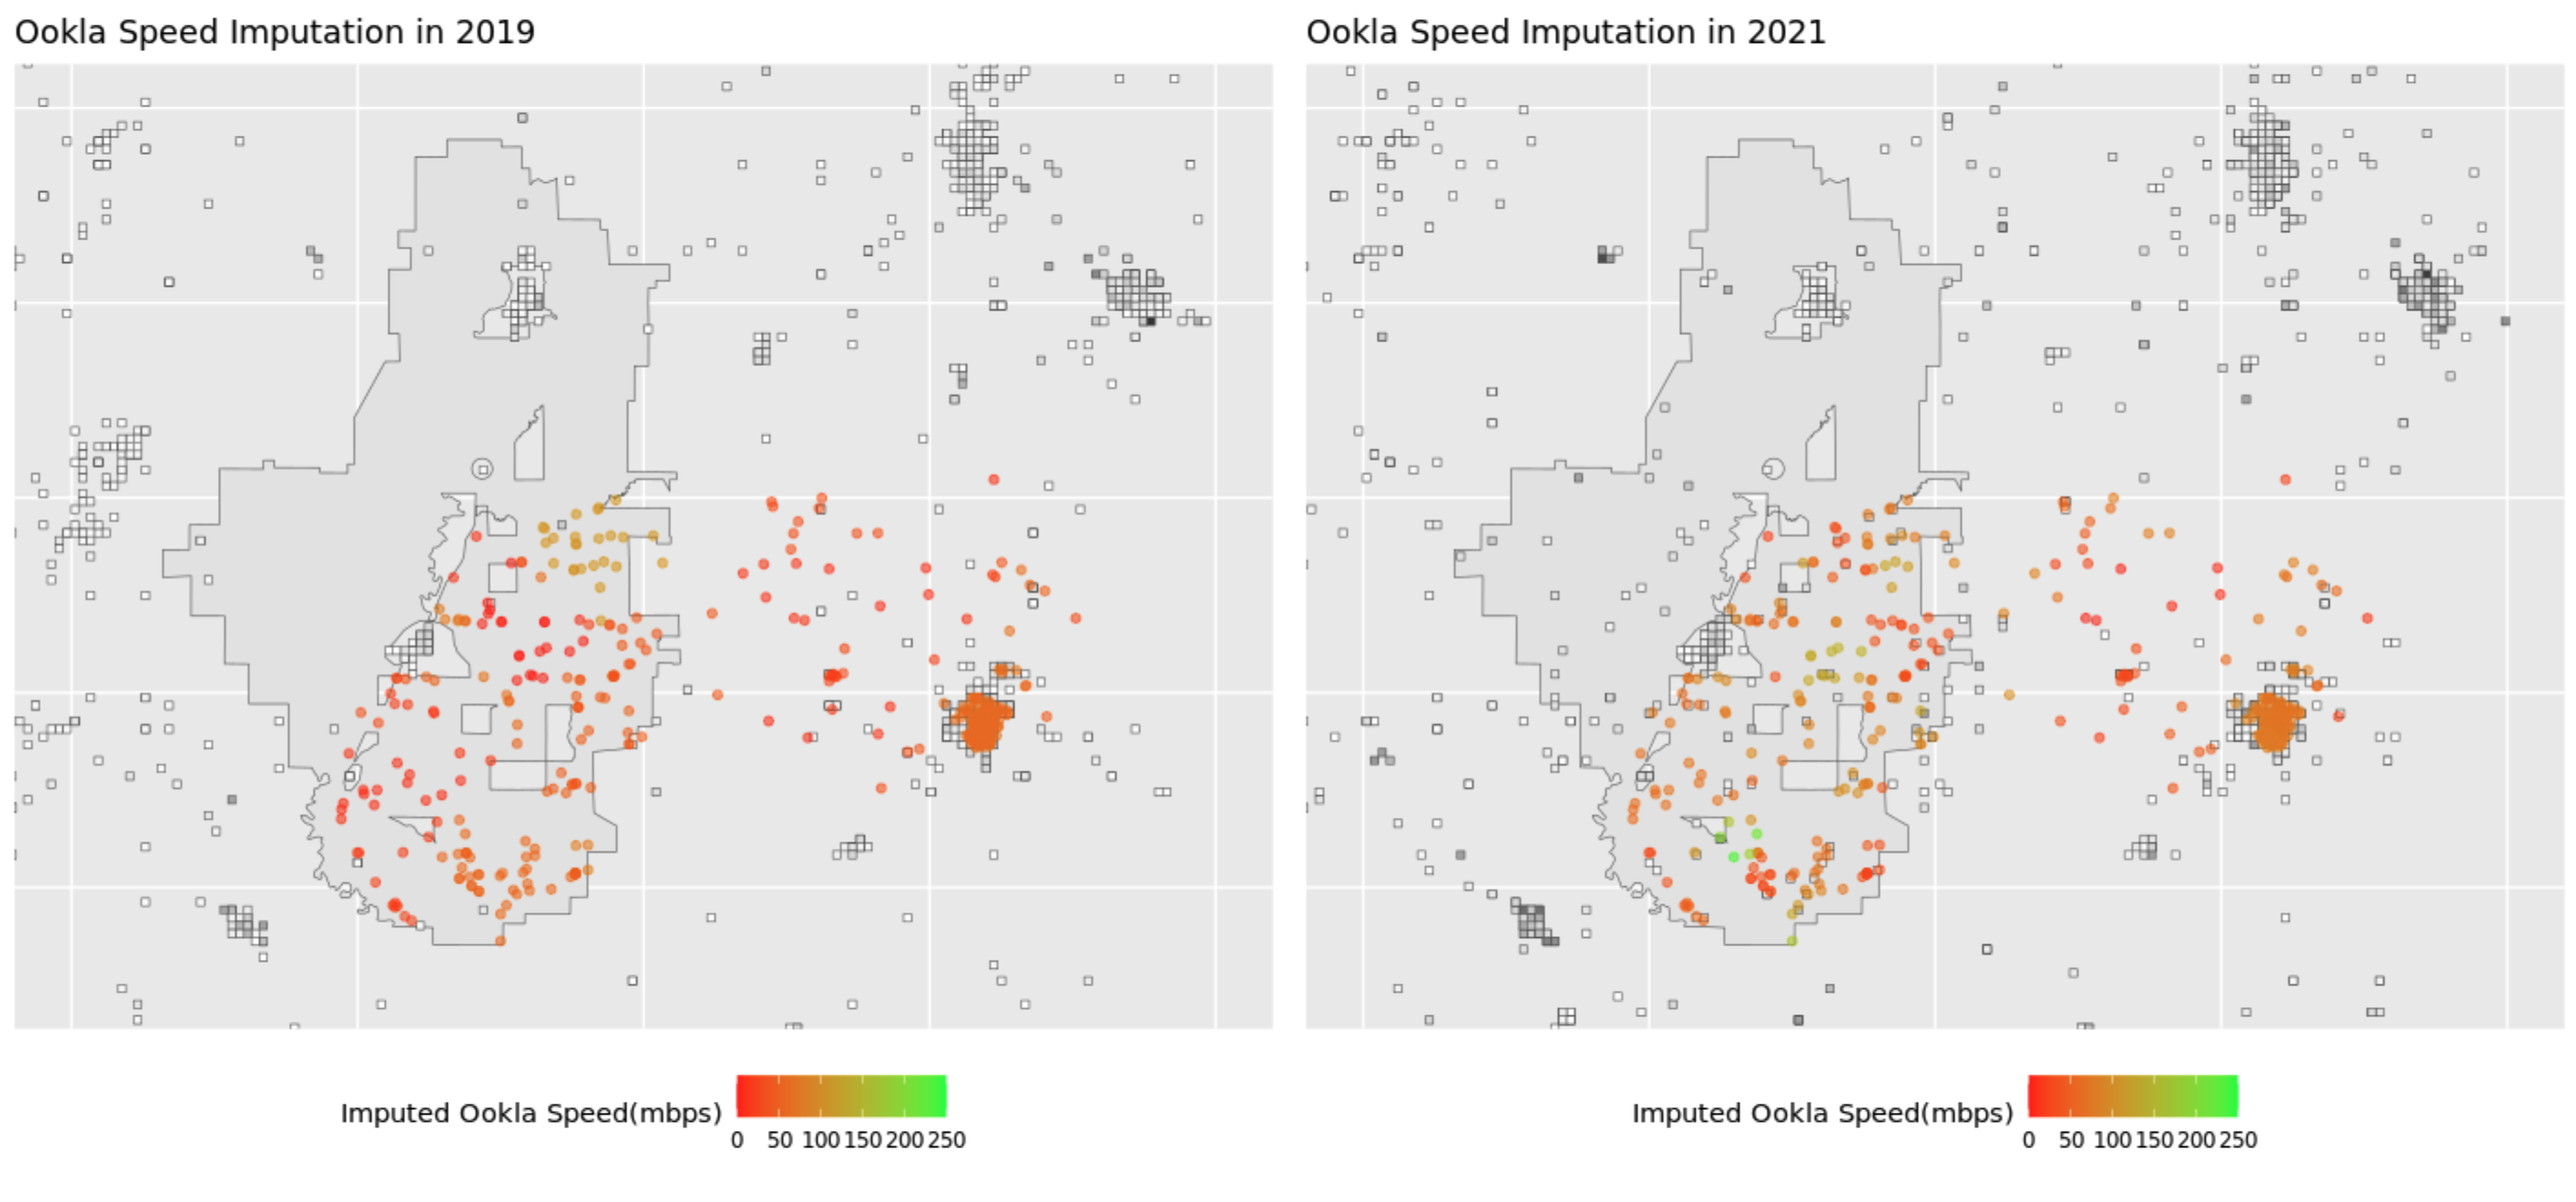 Ookla Speed Imputation in 2019
Ookla Speed Imputation in 2021
Imputed Ookla Speed(mbps)
0 50 100 150 200 250
Imputed Ookla Speed(mbps)
0 50 100 150 200 250